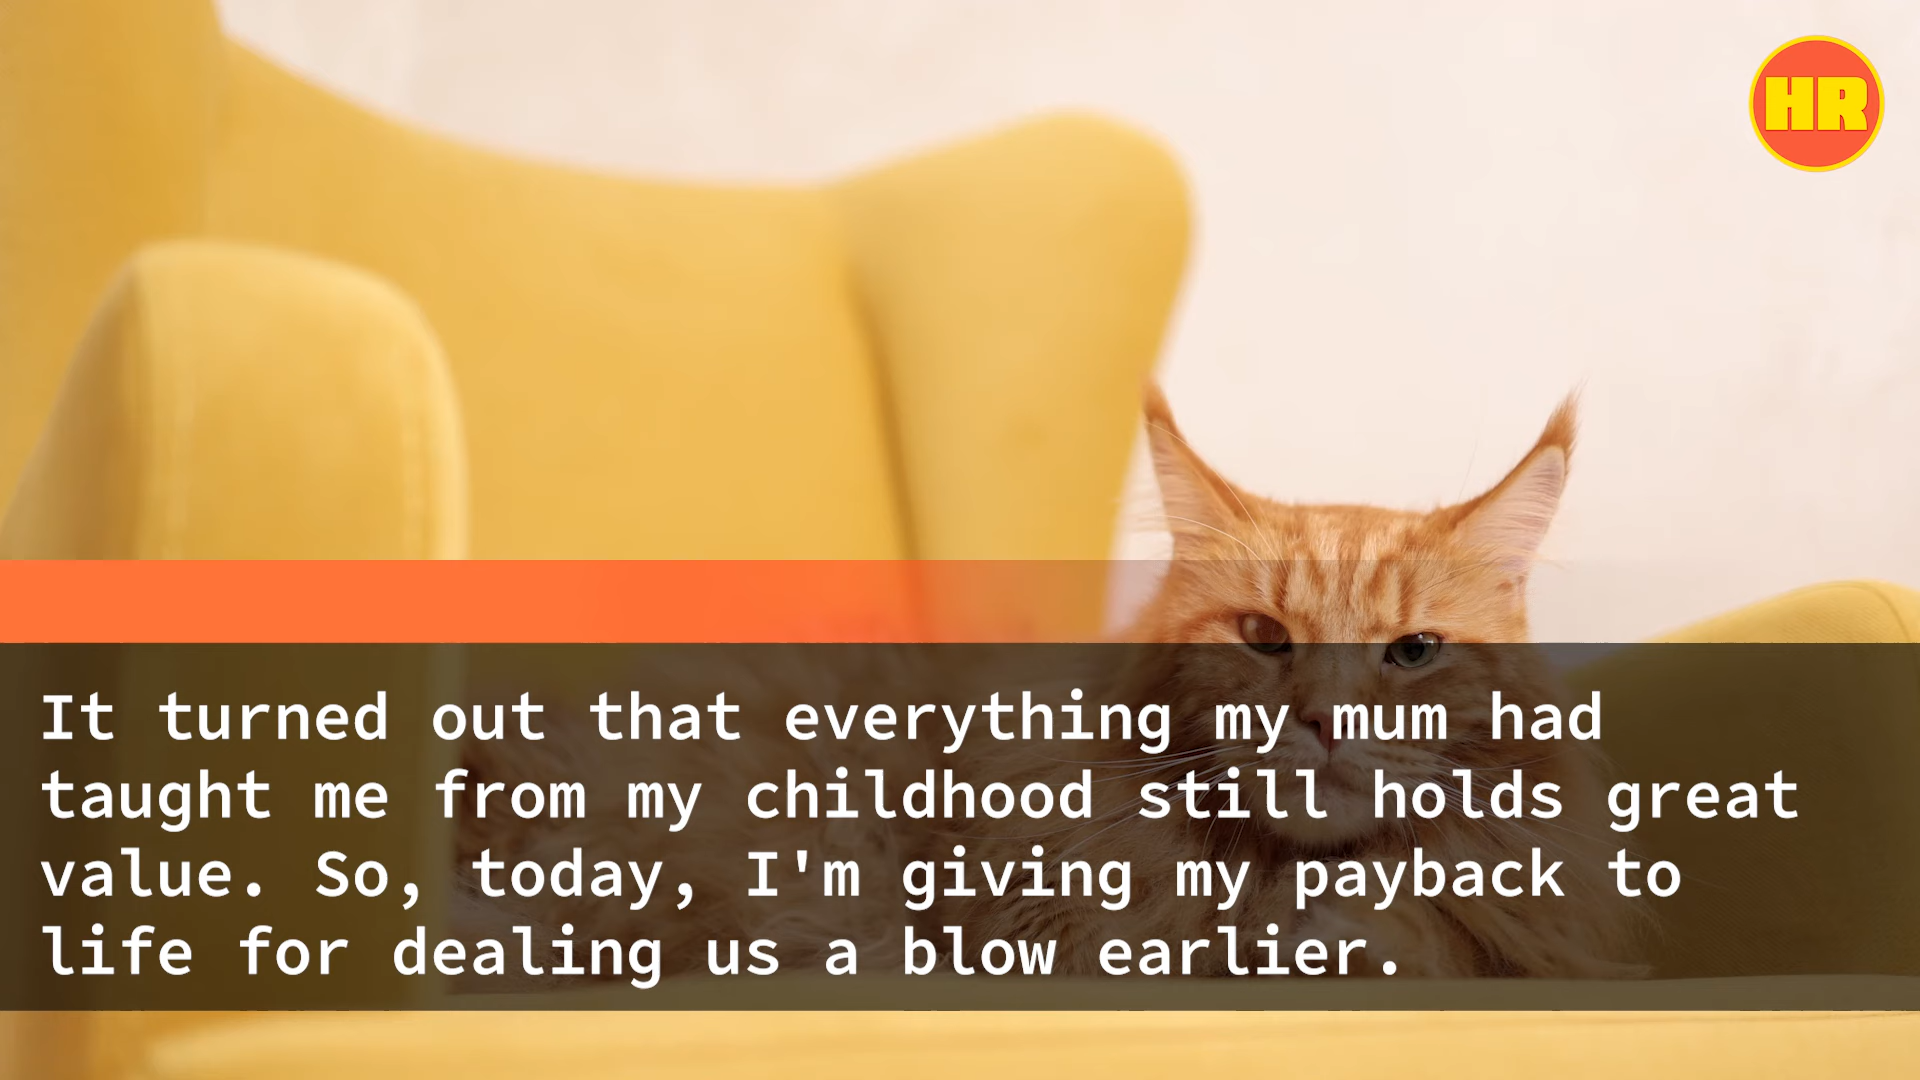 HR
It turned out that everything my mum had
taught me from my childhood still holds great
value. So, today, I'm giving my payback to
life for dealing us a blow earlier.